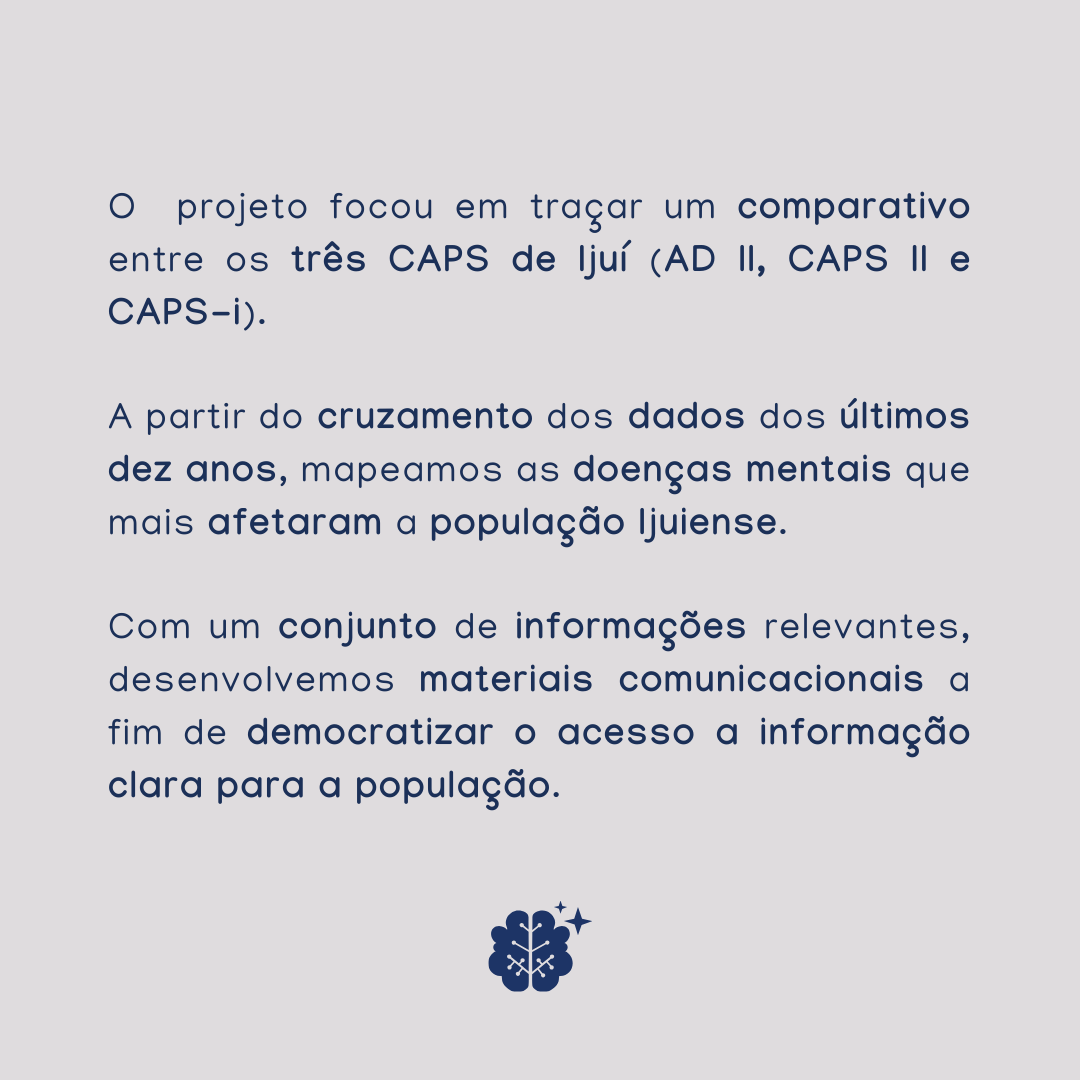 O projeto focou em traçar um comparativo
entre os três CAPS de Ijuí (AD II, CAPS II e
CAPS-i).
A partir do cruzamento dos dados dos últimos
dez anos, mapeamos as doenças mentais que
mais afetaram a população Ijuiense.
Com um conjunto de informações relevantes,
desenvolvemos materiais comunicacionais a
fim de democratizar o acesso a informação
clara para a população.